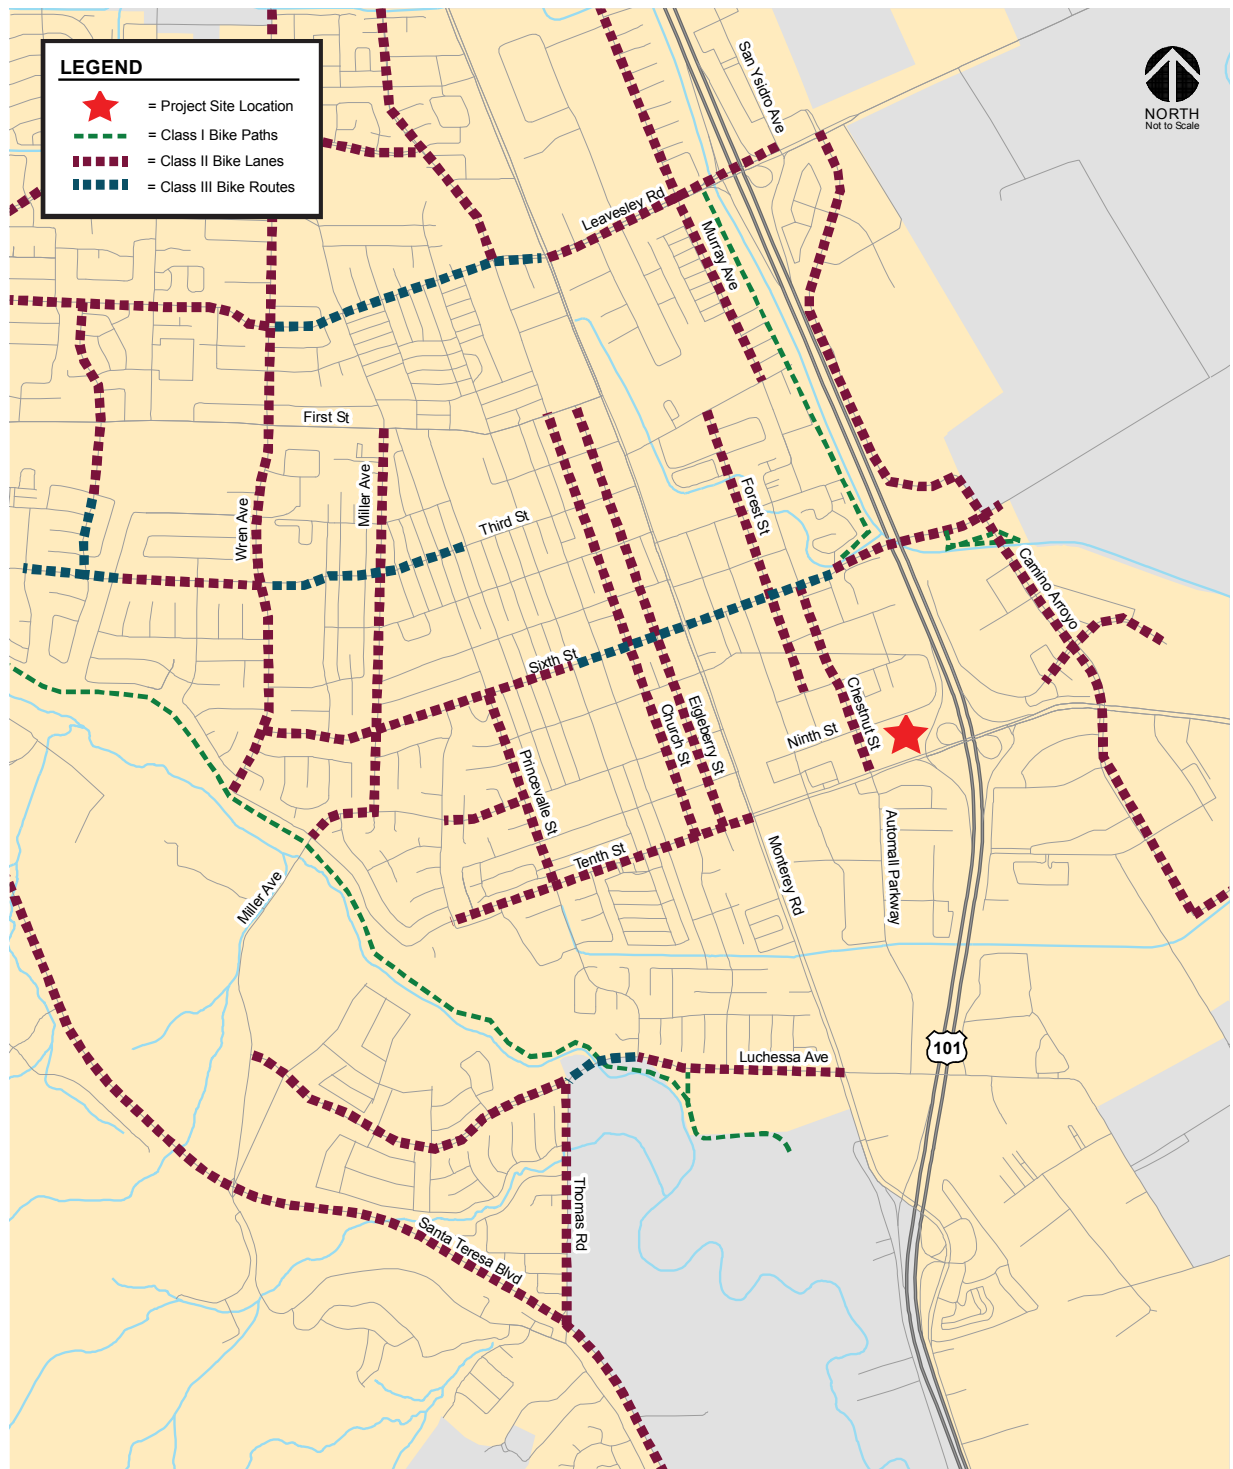 LEGEND
= Project Site Location
= Class I Bike Paths
= Class II Bike Lanes
= Class III Bike Routes
NORTH
Not to Scale
San Ysidro Ave
Leavesley Rd
Murray Ave
First St
Miller Ave
Wren Ave
Third St
Forest St
Camino Arroyo
Sixth St
Chestnut St
Church St
Eigleberry St
Ninth St
Princevalle St
Tenth St
Monterey Rd
Automall Parkway
Miller Ave
101
Luchessa Ave
Thomas Rd
Santa Teresa Blvd